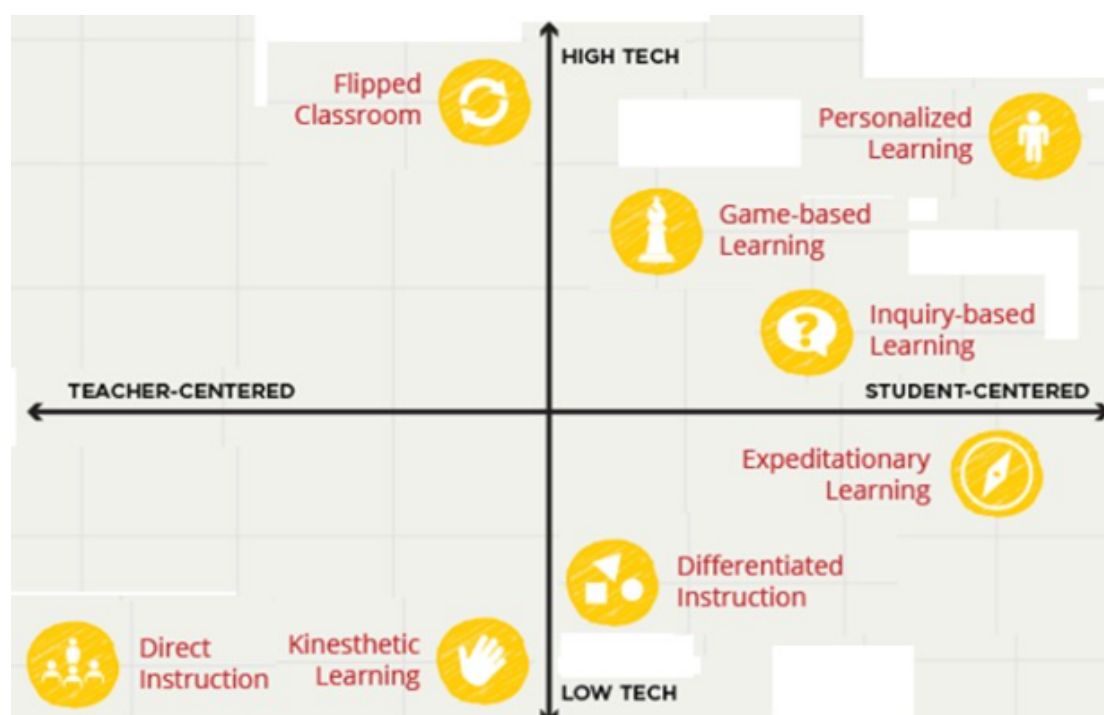 HIGH TECH
Flipped
Classroom
Personalized
Learning
Game-based
Learning
Inquiry-based
Learning
TEACHER-CENTERED
STUDENT-CENTERED
Expeditationary
Learning
Differentiated
Instruction
Direct
Instruction
Kinesthetic
Learning
LOW TECH